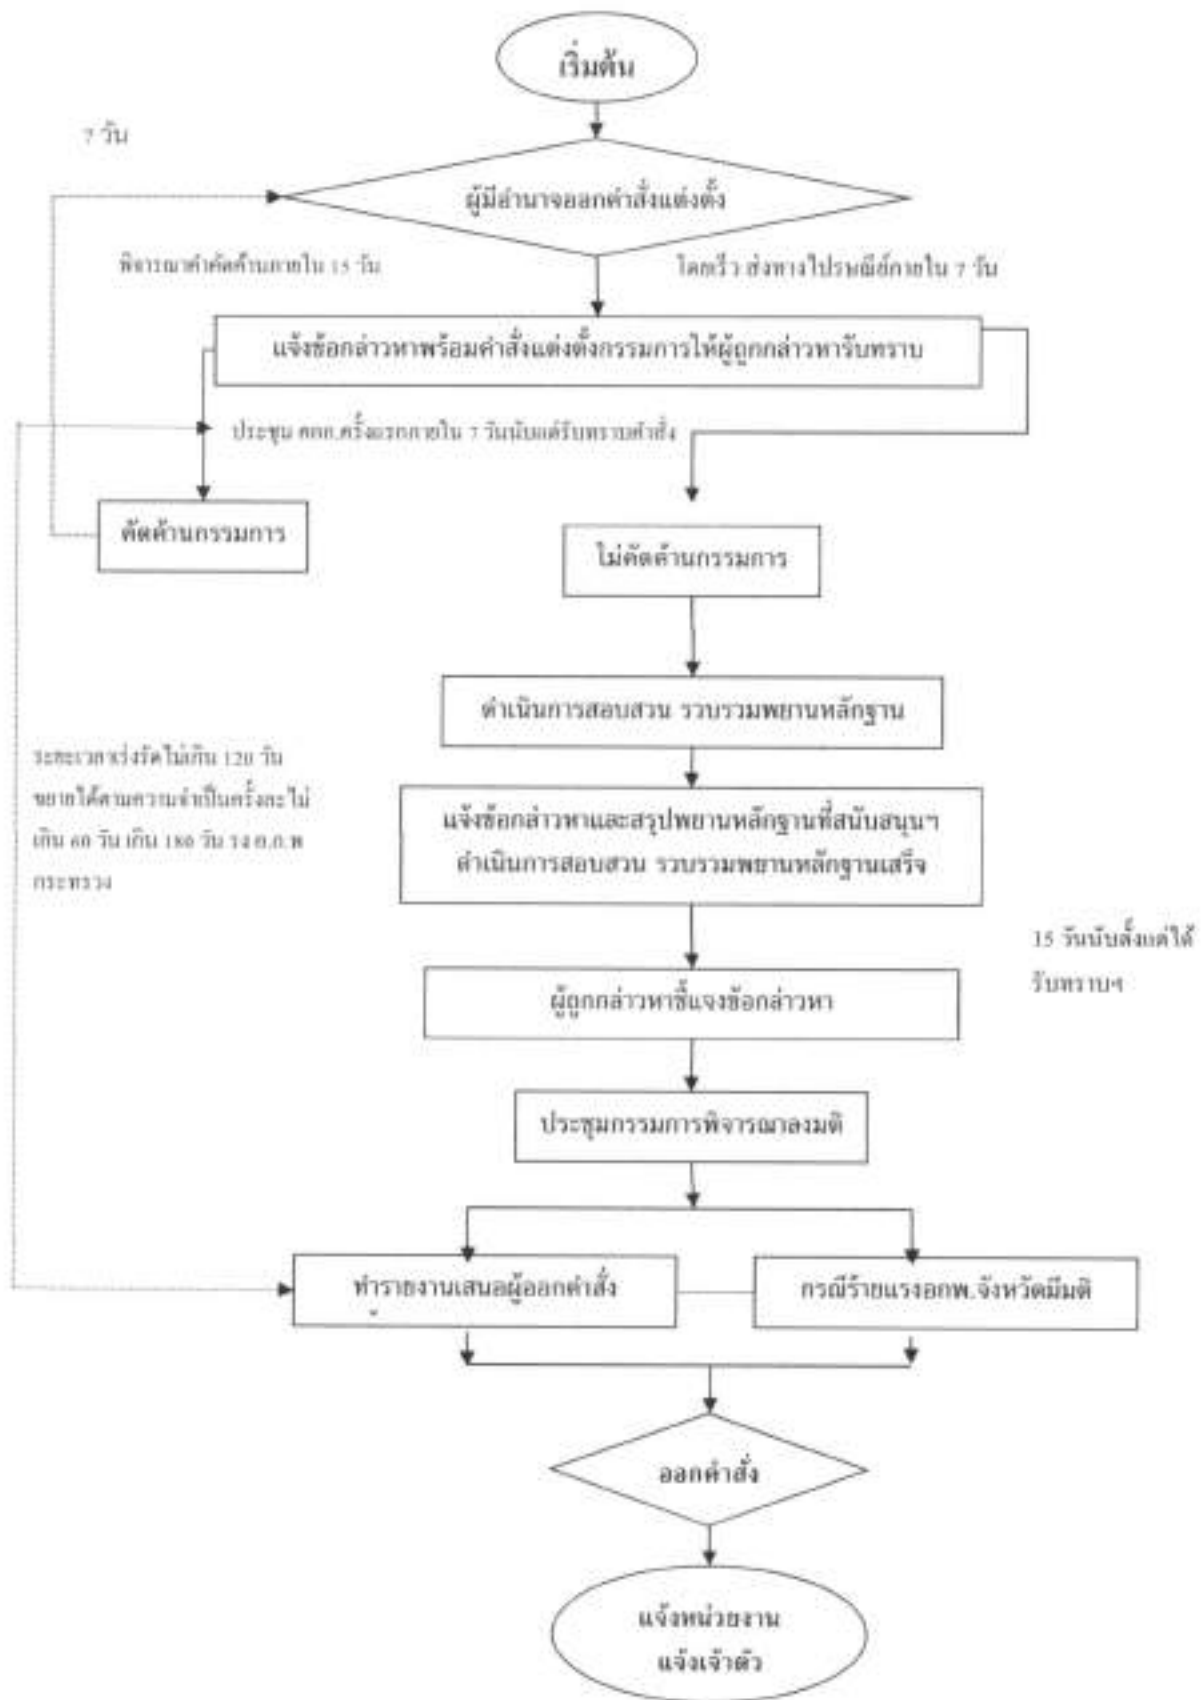 เริ่มต้น
7 วัน
ผู้มีอำนาจออกคำสั่งแต่งตั้ง
พิจารณาคำคัดค้านภายใน 15 วัน
โดยเร็ว ส่งทางไปรษณีย์ภายใน 7 วัน
แจ้งข้อกล่าวหาพร้อมคำสั่งแต่งตั้งกรรมการให้ผู้ถูกกล่าวหารับทราบ
ประชุม คกก.ครั้งแรกภายใน 7 วันนับแต่รับทราบคำสั่ง
คัดค้านกรรมการ
ไม่คัดค้านกรรมการ
ดำเนินการสอบสวน รวบรวมพยานหลักฐาน
ระยะเวลาเร่งรัดไม่เกิน 120 วัน
ขยายได้ตามความจำเป็นครั้งละไม่
เกิน 60 วัน เกิน 180 วัน รง อ.ก.พ
กระทรวง
แจ้งข้อกล่าวหาและสรุปพยานหลักฐานที่สนับสนุนฯ
ดำเนินการสอบสวน รวบรวมพยานหลักฐานเสร็จ
15 วันนับตั้งแต่ได้
รับทราบฯ
ผู้ถูกกล่าวหาชี้แจงข้อกล่าวหา
ประชุมกรรมการพิจารณาลงมติ
ทำรายงานเสนอผู้ออกคำสั่ง
กรณีร้ายแรงอกพ.จังหวัดมีมติ
ออกคำสั่ง
แจ้งหน่วยงาน
แจ้งเจ้าตัว